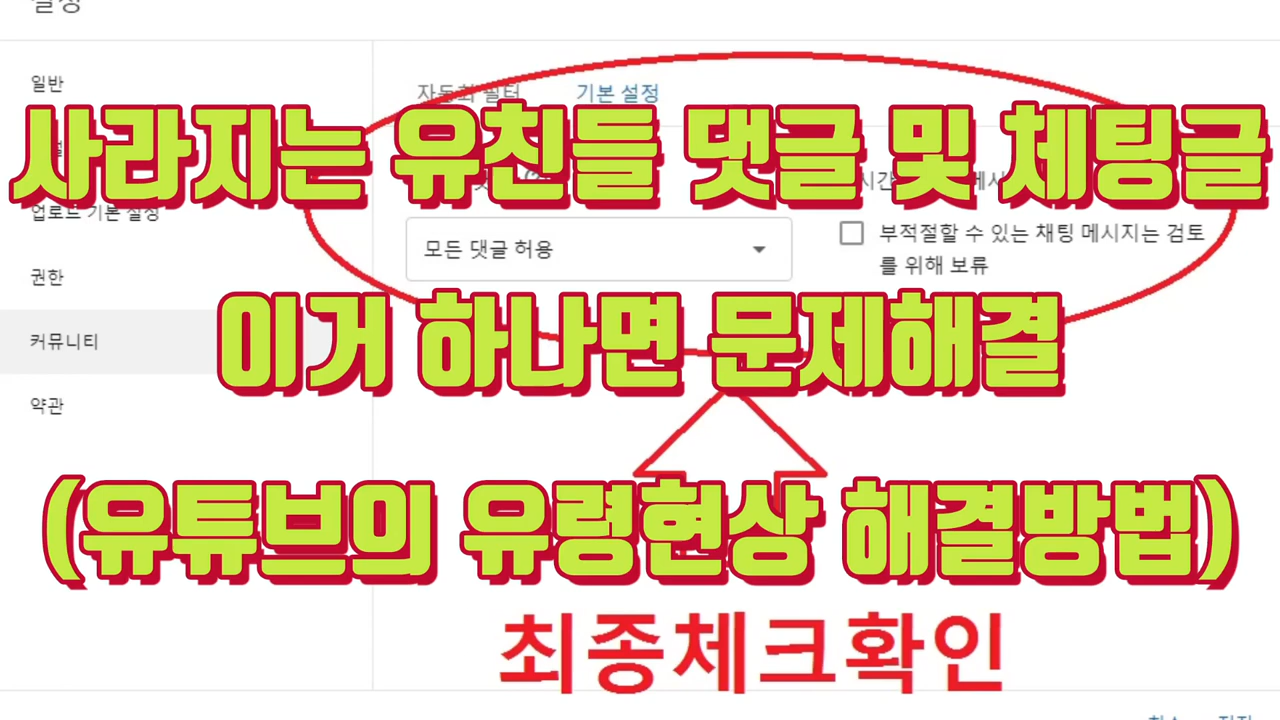 설정
일반
자동화 필터 기본 설정
사라지는 유친들 댓글 및 체팅글
업로드 기본 설정
모든 댓글 허용
부적절할 수 있는 채팅 메시지는 검토
를 위해 보류
권한
이거 하나면 문제해결
커뮤니티
약관
(유튜브의 유령현상 해결방법)
최종체크확인